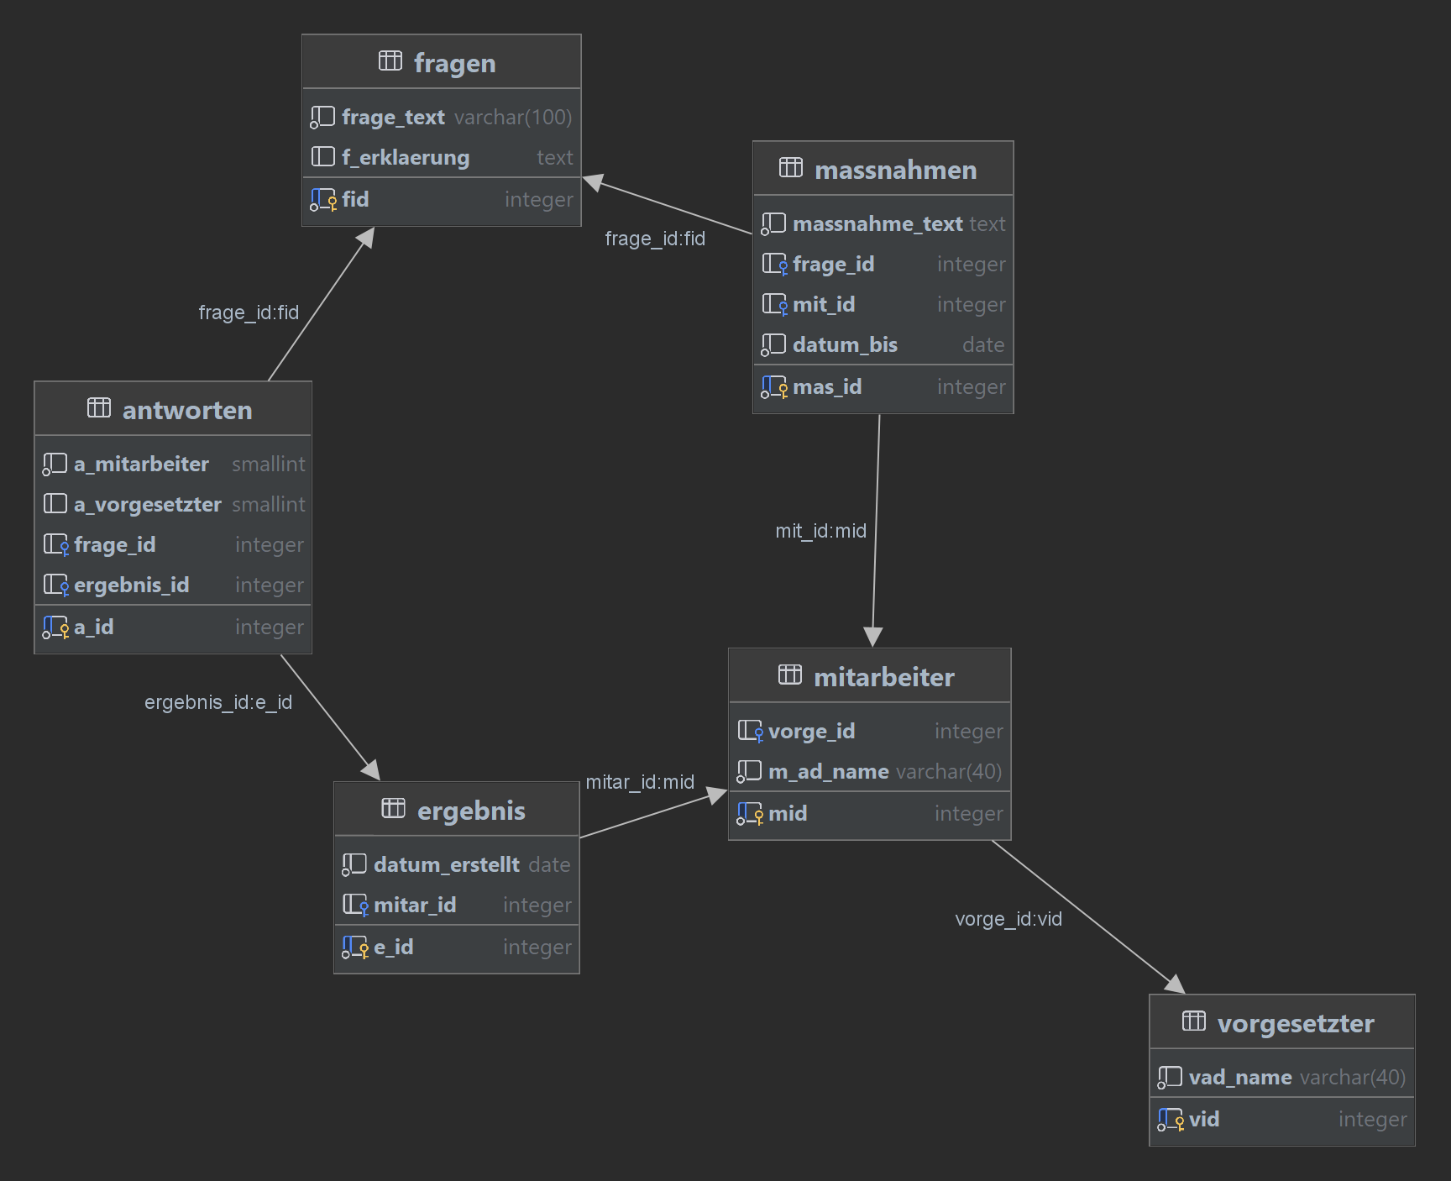 fragen
frage_text varchar(100)
f_erklaerung text
fid integer
massnahmen
massnahme_text text
frage_id integer
mit_id integer
datum_bis date
mas_id integer
frage_id:fid
frage_id:fid
antworten
a_mitarbeiter smallint
a_vorgesetzter smallint
frage_id integer
ergebnis_id integer
a_id integer
mit_id:mid
ergebnis_id:e_id
mitarbeiter
vorge_id integer
m_ad_name varchar(40)
mid integer
mitar_id:mid
ergebnis
datum_erstellt date
mitar_id integer
e_id integer
vorge_id:vid
vorgesetzter
vad_name varchar(40)
vid integer